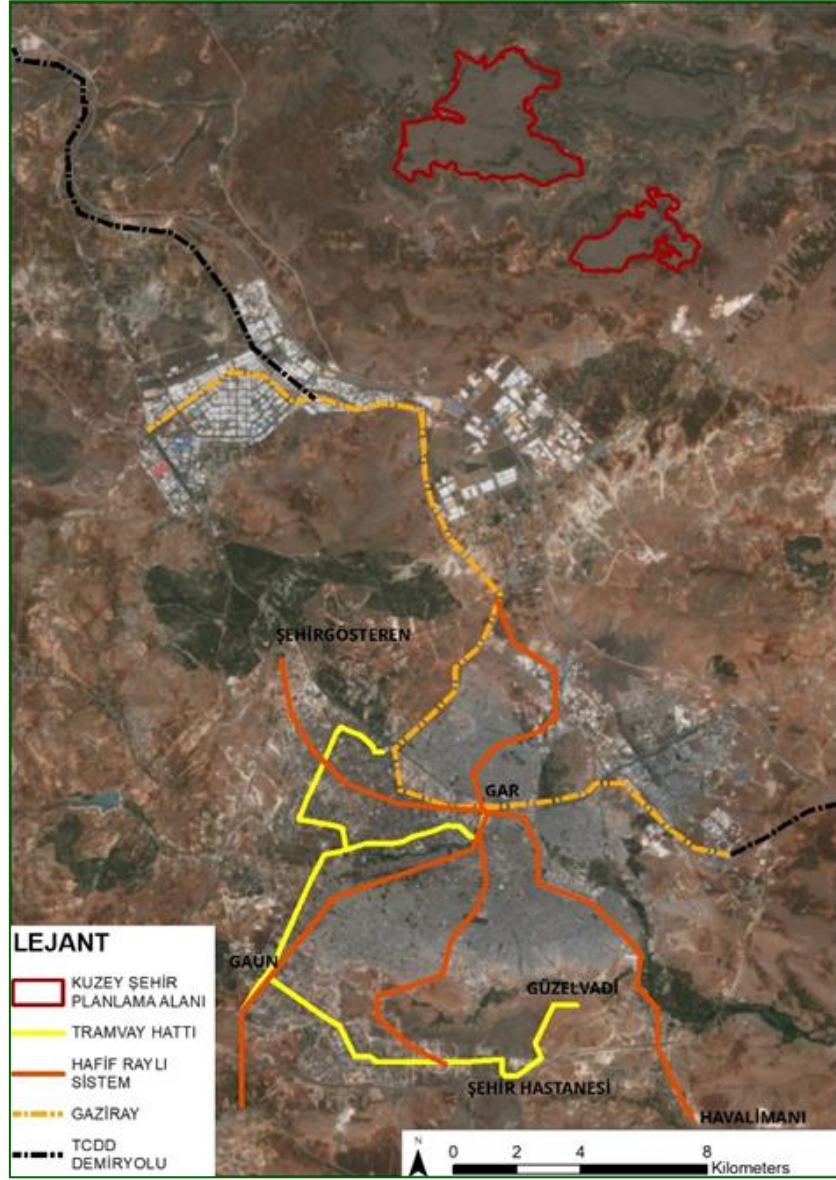 ŞEHİRGÖSTEREN
GAR
GAÜN
GÜZELVADİ
ŞEHİR HASTANESİ
HAVALİMANI
LEJANT
KUZEY ŞEHİR
PLANLAMA ALANI
TRAMVAY HATTI
HAFİF RAYLI
SİSTEM
GAZİRAY
TCDD
DEMİRYOLU
N
0 2 4 8
Kilometers